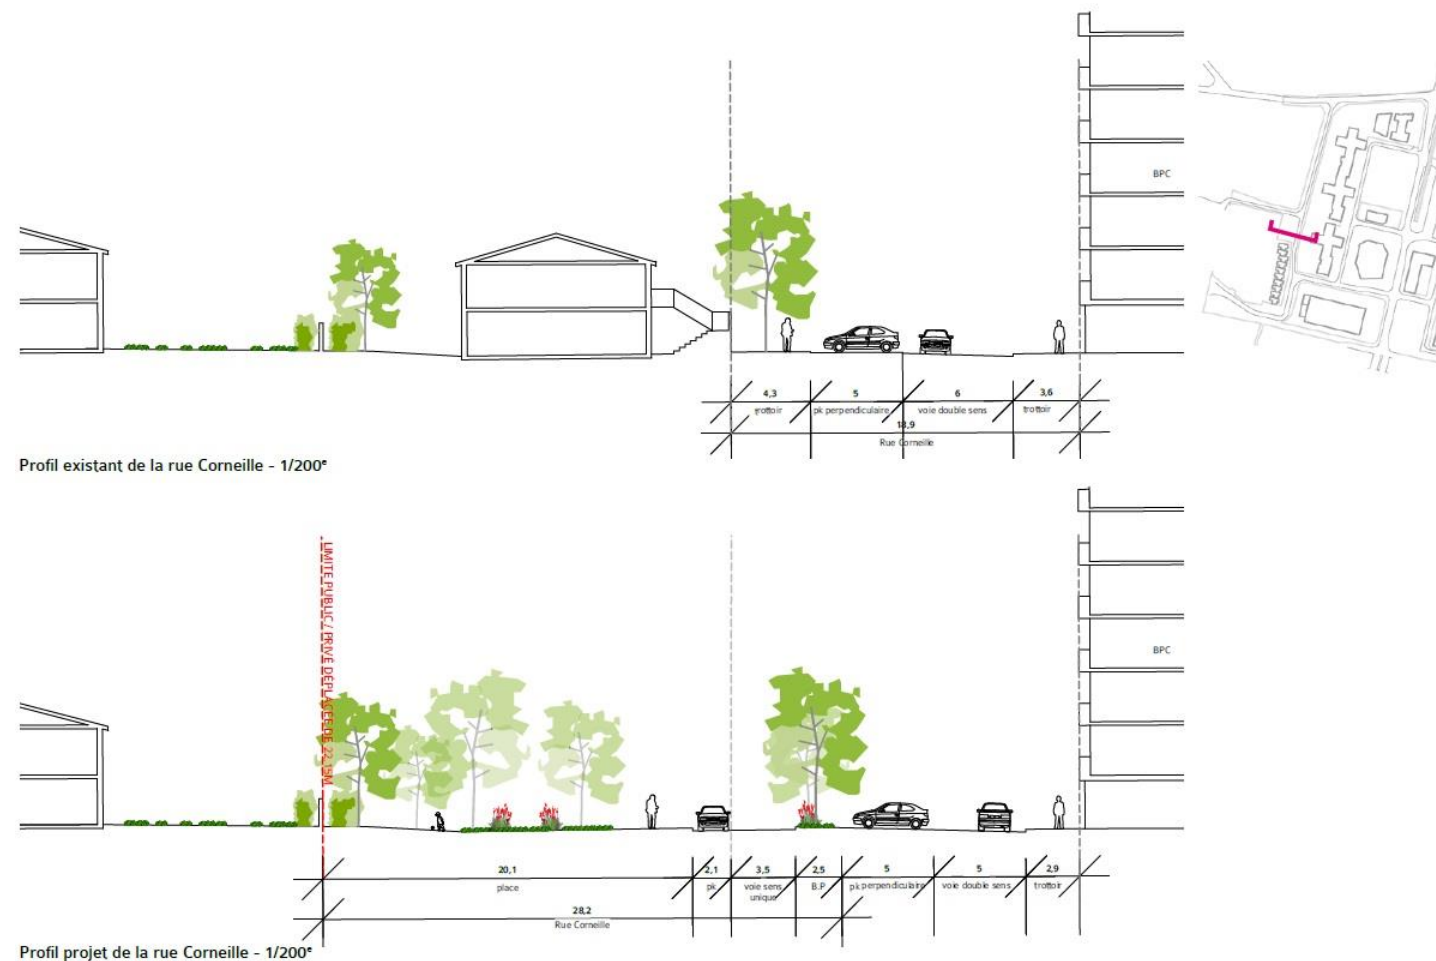 BPC
4,3
5
6
3,6
trottoir
pk perpendiculaire
voie double sens
trottoir
18,9
Rue Corneille
Profil existant de la rue Corneille - 1/200e
LIMITE PUBLIC / PRIVE DEPLACEE DE 22,15M
BPC
20,1
2,1
3,5
2,5
5
5
2,9
place
pk
voie sens
unique
B.P
pk perpendiculaire
voie double sens
trottoir
28,2
Rue Corneille
Profil projet de la rue Corneille - 1/200e